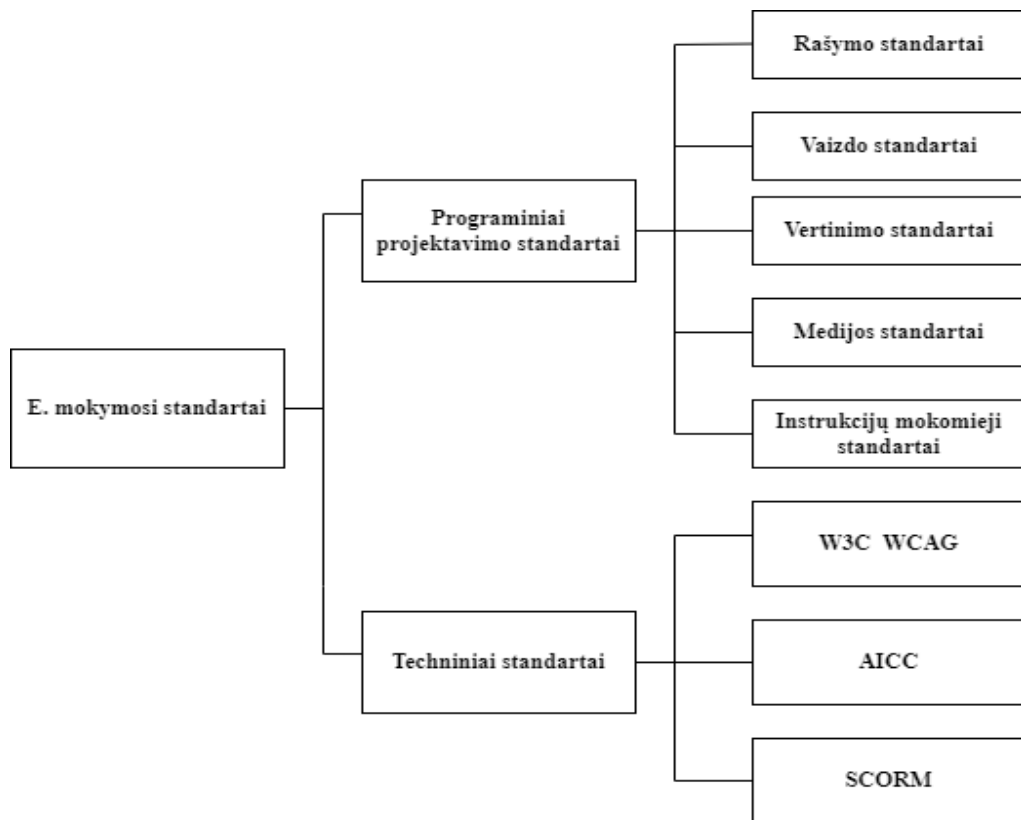 E. mokymosi standartai
Programiniai
projektavimo standartai
Rašymo standartai
Vaizdo standartai
Vertinimo standartai
Medijos standartai
Instrukcijų mokomieji
standartai
Techniniai standartai
W3C WCAG
AICC
SCORM